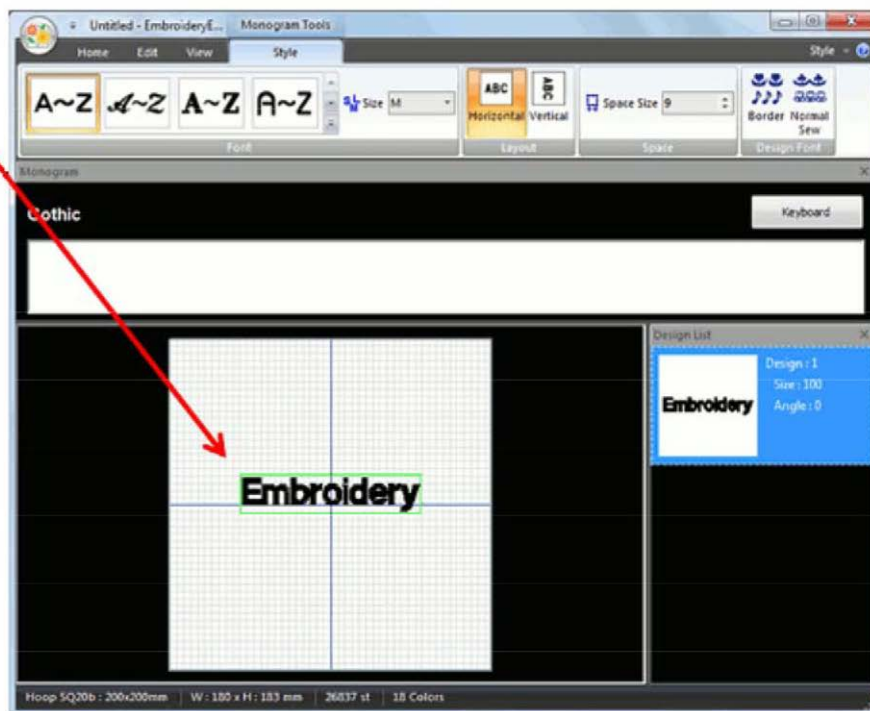 Untitled - EmbroideryE... Monogram Tools
Home Edit View Style Style
A~Z A~Z A~Z A~Z
Size M
ABC ABC
Horizontal Vertical
Space Size 9
Border Normal Sew
Font Layout Space Design Font
Monogram
Gothic Keyboard
Design List
Embroidery
Design : 1
Size : 100
Angle : 0
Embroidery
Hoop SQ20b : 200x200mm W : 180 x H : 183 mm 26837 st 18 Colors